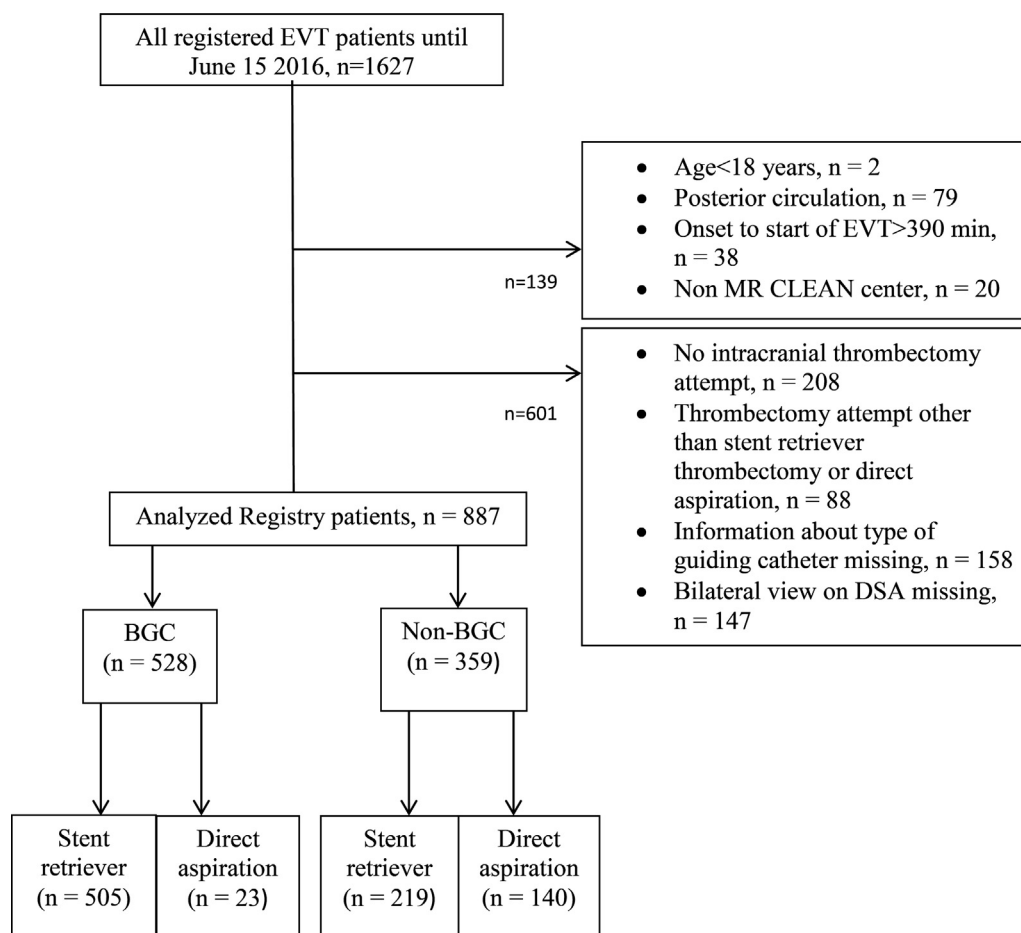 All registered EVT patients until
June 15 2016, n=1627
• Age<18 years, n = 2
• Posterior circulation, n = 79
• Onset to start of EVT>390 min,
n = 38
• Non MR CLEAN center, n = 20
n=139
• No intracranial thrombectomy
attempt, n = 208
• Thrombectomy attempt other
than stent retriever
thrombectomy or direct
aspiration, n = 88
• Information about type of
guiding catheter missing, n = 158
• Bilateral view on DSA missing,
n = 147
n=601
Analyzed Registry patients, n = 887
BGC
(n = 528)
Non-BGC
(n = 359)
Stent
retriever
(n = 505)
Direct
aspiration
(n = 23)
Stent
retriever
(n = 219)
Direct
aspiration
(n = 140)